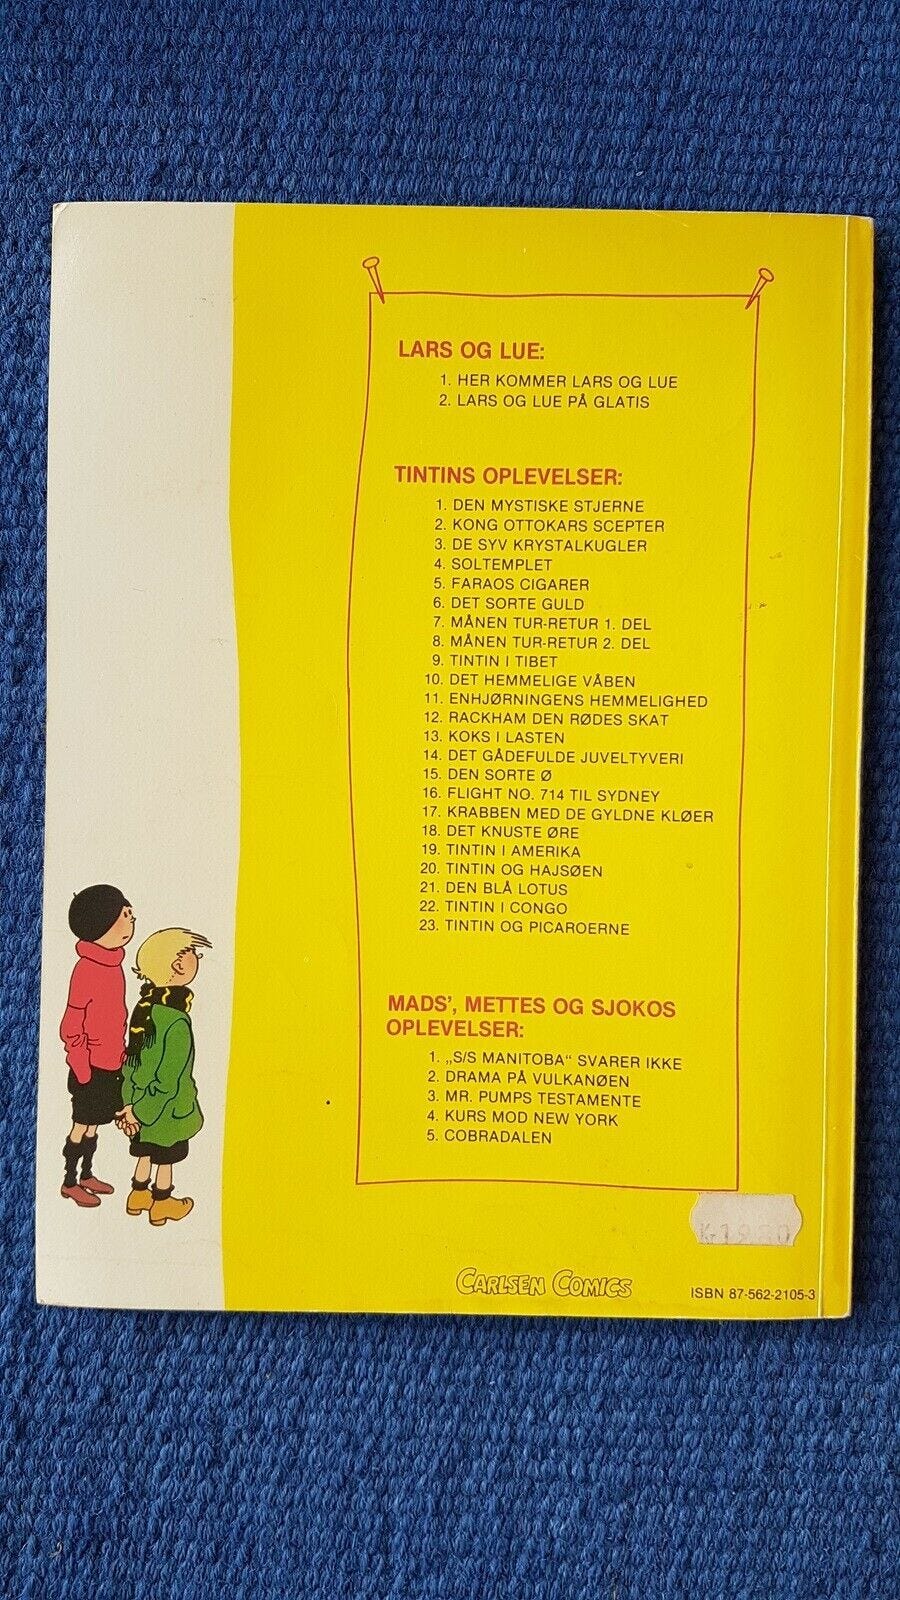 LARS OG LUE:
1. HER KOMMER LARS OG LUE
2. LARS OG LUE PÅ GLATIS
TINTINS OPLEVELSER:
1. DEN MYSTISKE STJERNE
2. KONG OTTOKARS SCEPTER
3. DE SYV KRYSTALKUGLER
4. SOLTEMPLET
5. FARAOS CIGARER
6. DET SORTE GULD
7. MÅNEN TUR-RETUR 1. DEL
8. MÅNEN TUR-RETUR 2. DEL
9. TINTIN I TIBET
10. DET HEMMELIGE VÅBEN
11. ENHJØRNINGENS HEMMELIGHED
12. RACKHAM DEN RØDES SKAT
13. KOKS I LASTEN
14. DET GÅDEFULDE JUVELTYVERI
15. DEN SORTE Ø
16. FLIGHT NO. 714 TIL SYDNEY
17. KRABBEN MED DE GYLDNE KLØER
18. DET KNUSTE ØRE
19. TINTIN I AMERIKA
20. TINTIN OG HAJSØEN
21. DEN BLÅ LOTUS
22. TINTIN I CONGO
23. TINTIN OG PICAROERNE
MADS', METTES OG SJOKOS
OPLEVELSER:
1. „S/S MANITOBA“ SVARER IKKE
2. DRAMA PÅ VULKANØEN
3. MR. PUMPS TESTAMENTE
4. KURS MOD NEW YORK
5. COBRADALEN
CARLSEN COMICS
ISBN 87-562-2105-3